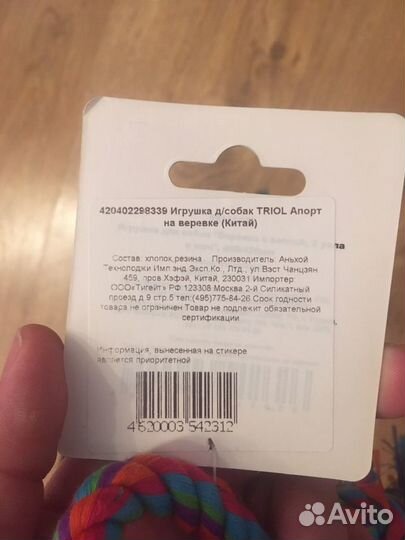 420402298339 Игрушка д/собак TRIOL Апорт
на веревке (Китай)
Состав: хлопок,резина . Производитель: Аньхой
Технолоджи Имп.энд Эксп.Ко., Лтд., ул Вэст Чанцзян
459, пров Хэфэй, Китай, 230031 Импортер
ООО«Тигейт» РФ 123308 Москва 2-й Силикатный
проезд д.9 стр.5 тел:(495)775-84-26 Срок годности
товара не ограничен Товар не подлежит обязательной
сертификации
Информация, вынесенная на стикере
является приоритетной
4620003 542312
Avito